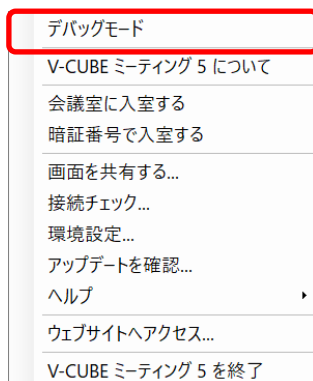 デバッグモード
V-CUBE ミーティング 5 について
会議室に入室する
暗証番号で入室する
画面を共有する...
接続チェック...
環境設定...
アップデートを確認...
ヘルプ
ウェブサイトへアクセス...
V-CUBE ミーティング 5 を終了